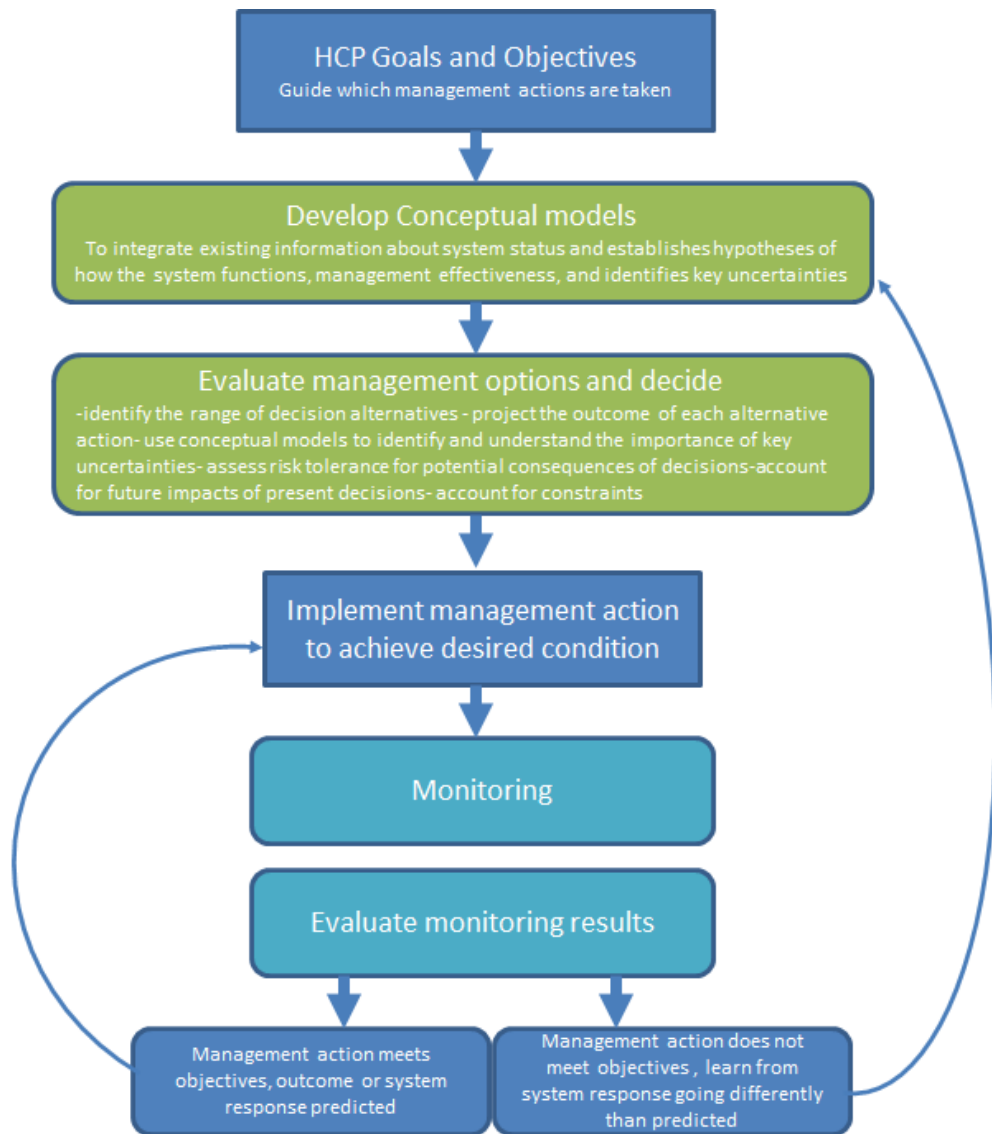 HCP Goals and Objectives
Guide which management actions are taken
Develop Conceptual models
To integrate existing information about system status and establishes hypotheses of
how the system functions, management effectiveness, and identifies key uncertainties
Evaluate management options and decide
-identify the range of decision alternatives - project the outcome of each alternative
action- use conceptual models to identify and understand the importance of key
uncertainties- assess risk tolerance for potential consequences of decisions-account
for future impacts of present decisions- account for constraints
Implement management action
to achieve desired condition
Monitoring
Evaluate monitoring results
Management action meets
objectives, outcome or system
response predicted
Management action does not
meet objectives , learn from
system response going differently
than predicted